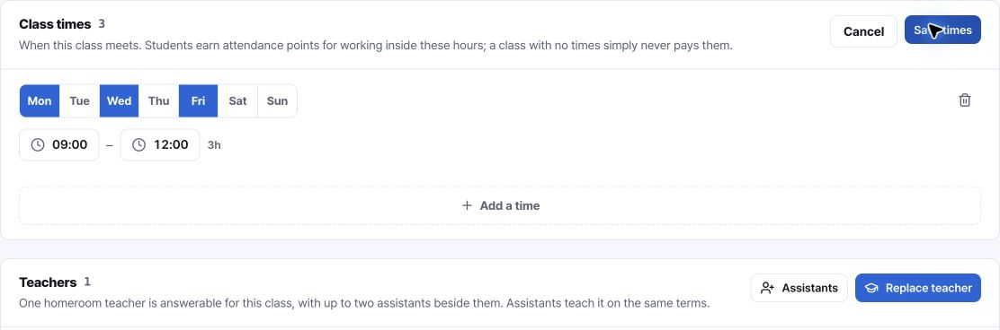 Class times 3
When this class meets. Students earn attendance points for working inside these hours; a class with no times simply never pays them.
Cancel
times
Mon Tue Wed Thu Fri Sat Sun
09:00 – 12:00 3h
+ Add a time
Teachers 1
One homeroom teacher is answerable for this class, with up to two assistants beside them. Assistants teach it on the same terms.
Assistants
Replace teacher